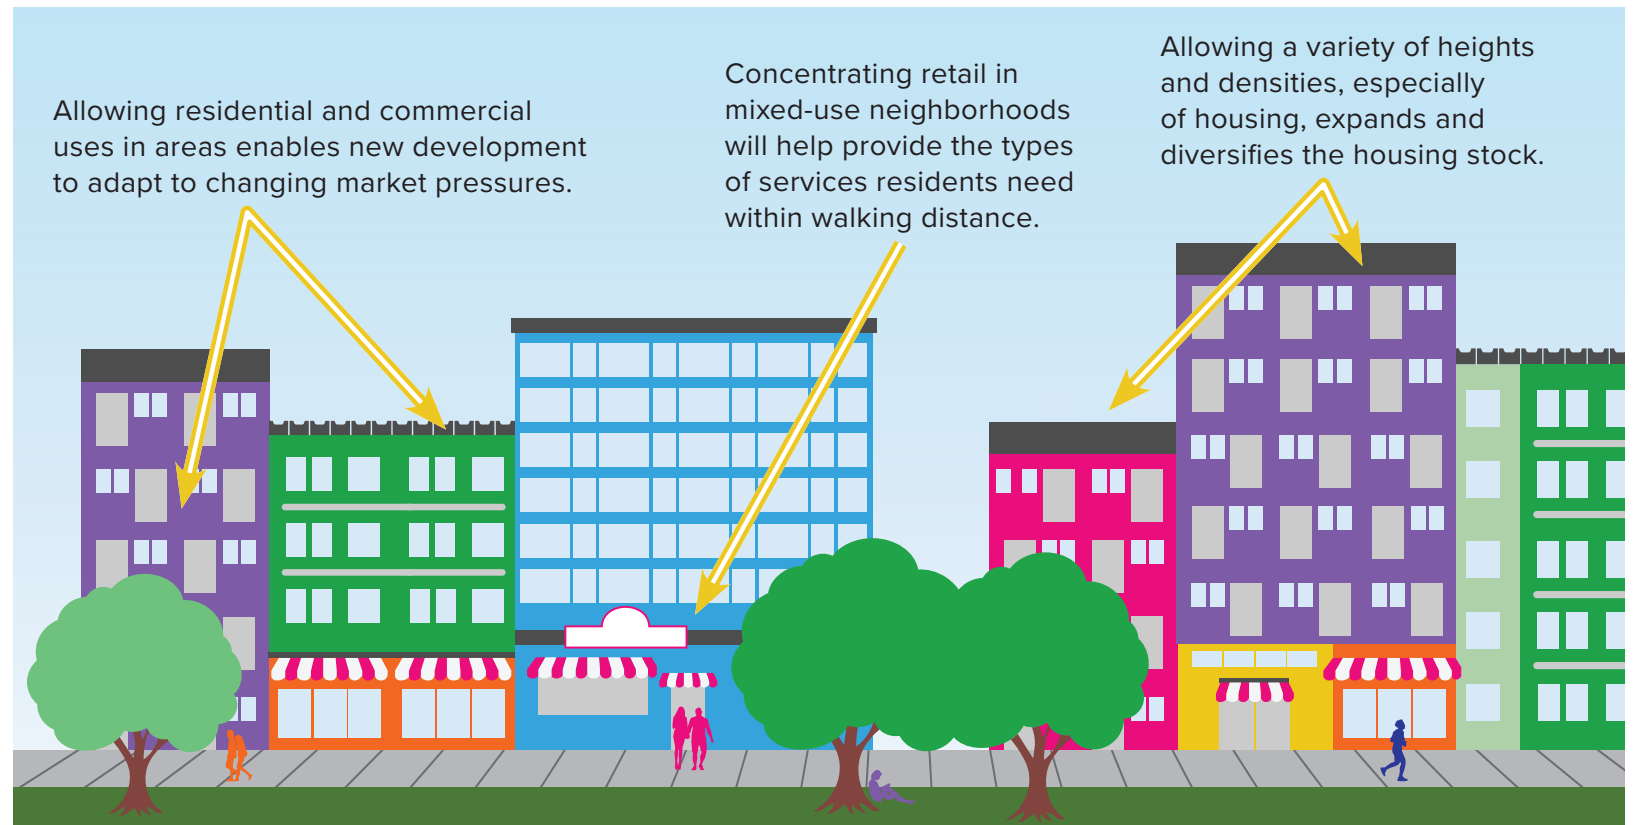 Allowing residential and commercial
uses in areas enables new development
to adapt to changing market pressures.
Concentrating retail in
mixed-use neighborhoods
will help provide the types
of services residents need
within walking distance.
Allowing a variety of heights
and densities, especially
of housing, expands and
diversifies the housing stock.